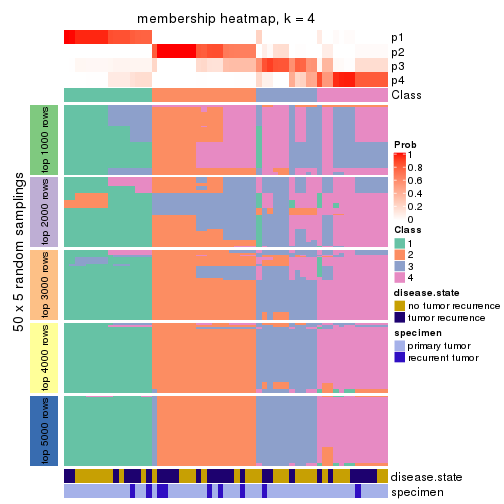 membership heatmap, k = 4
p1
p2
p3
p4
Class
50 x 5 random samplings
top 1000 rows
top 2000 rows
top 3000 rows
top 4000 rows
top 5000 rows
Prob
1
0.8
0.6
0.4
0.2
0
Class
1
2
3
4
disease.state
no tumor recurrence
tumor recurrence
specimen
primary tumor
recurrent tumor
disease.state
specimen